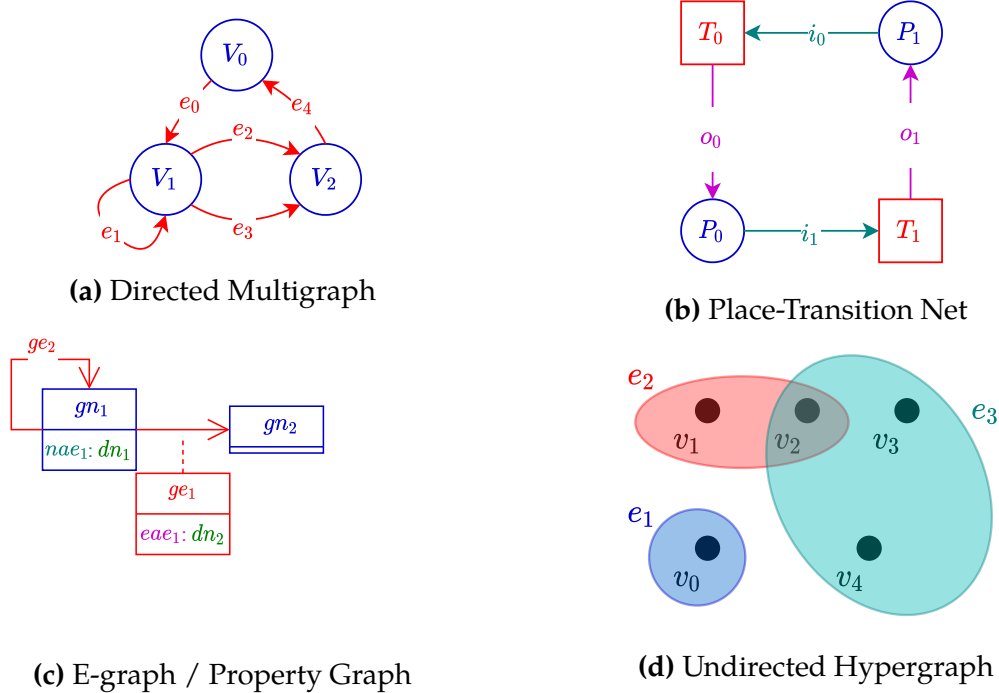 V₀
e₀
e₄
e₂
V₁
V₂
e₁
e₃
(a) Directed Multigraph
T₀
i₀
P₁
o₀
o₁
P₀
i₁
T₁
(b) Place-Transition Net
ge₂
gn₁
gn₂
nae₁: dn₁
ge₁
eae₁: dn₂
(c) E-graph / Property Graph
e₂
e₃
v₁
v₂
v₃
e₁
v₀
v₄
(d) Undirected Hypergraph